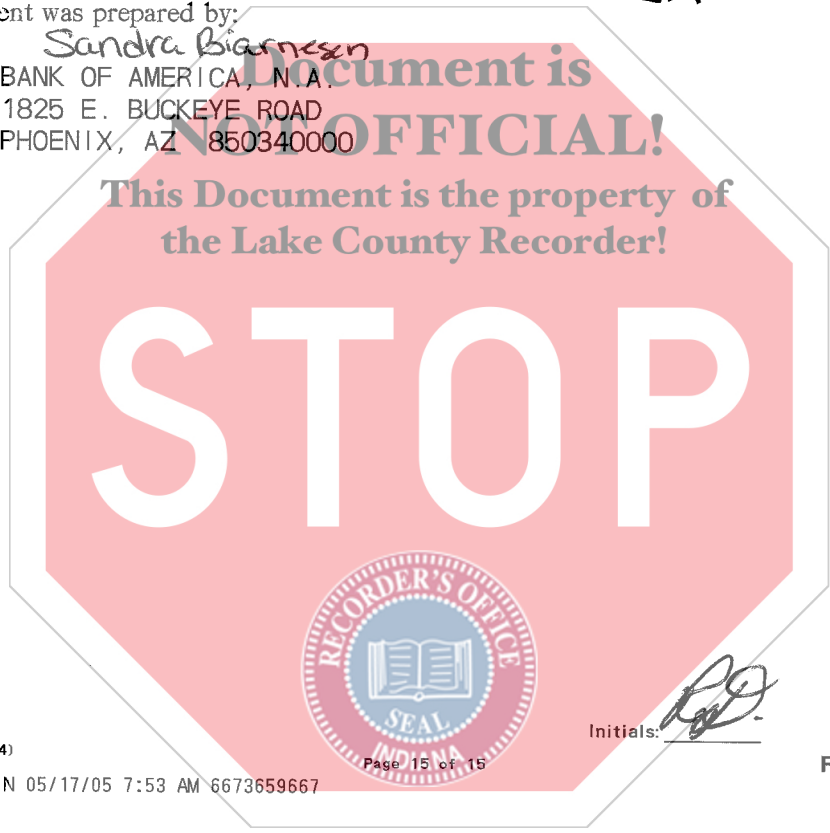 ent was prepared by:
Sandra Biarnesen
BANK OF AMERICA, N.A.
1825 E. BUCKEYE ROAD
PHOENIX, AZ 850340000
Document is
NOT OFFICIAL!
This Document is the property of
the Lake County Recorder!
STOP
RECORDER'S OFFICE
SEAL
INDIANA
Initials:
4)
Page 15 of 15
N 05/17/05 7:53 AM 6673659667